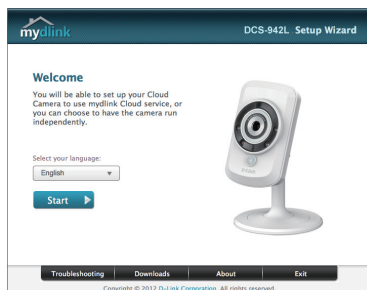 mydlink
DCS-942L Setup Wizard
Welcome
You will be able to set up your Cloud
Camera to use mydlink Cloud service, or
you can choose to have the camera run
independently.
Select your language:
English
Start
D-Link
Troubleshooting Downloads About Exit
Copyright © 2012 D-Link Corporation. All rights reserved.